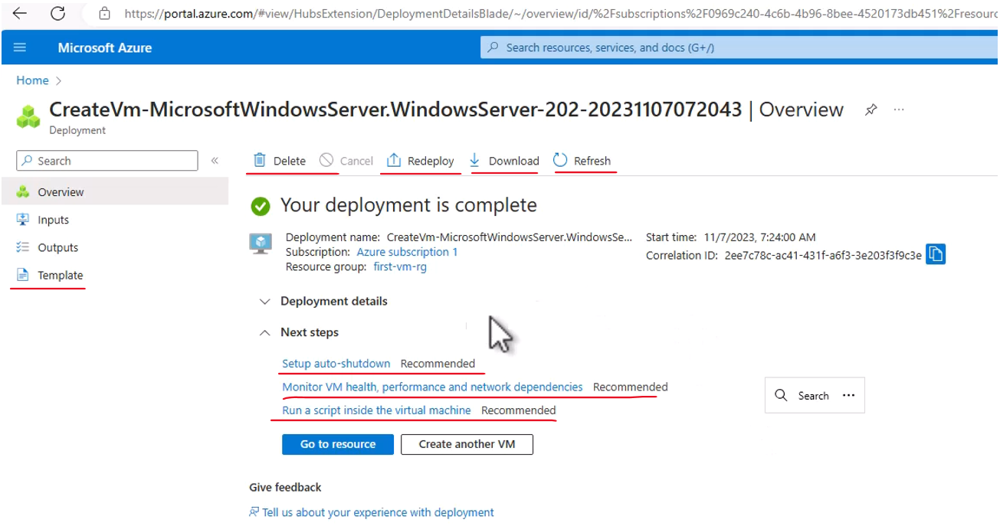 https://portal.azure.com/#view/HubsExtension/DeploymentDetailsBlade/~/overview/id/%2Fsubscriptions%2F0969c240-4c6b-4b96-8bee-4520173db451%2Fresourc
Microsoft Azure
Search resources, services, and docs (G+/)
Home >
CreateVm-MicrosoftWindowsServer.WindowsServer-202-20231107072043 | Overview ...
Deployment
Search «
Delete Cancel Redeploy Download Refresh
Overview
Inputs
Outputs
Template
Your deployment is complete
Deployment name: CreateVm-MicrosoftWindowsServer.WindowsSe...
Subscription: Azure subscription 1
Resource group: first-vm-rg
Start time: 11/7/2023, 7:24:00 AM
Correlation ID: 2ee7c78c-ac41-431f-a6f3-3e203f3f9c3e
Deployment details
Next steps
Setup auto-shutdown Recommended
Monitor VM health, performance and network dependencies Recommended
Run a script inside the virtual machine Recommended
Search ...
Go to resource Create another VM
Give feedback
Tell us about your experience with deployment